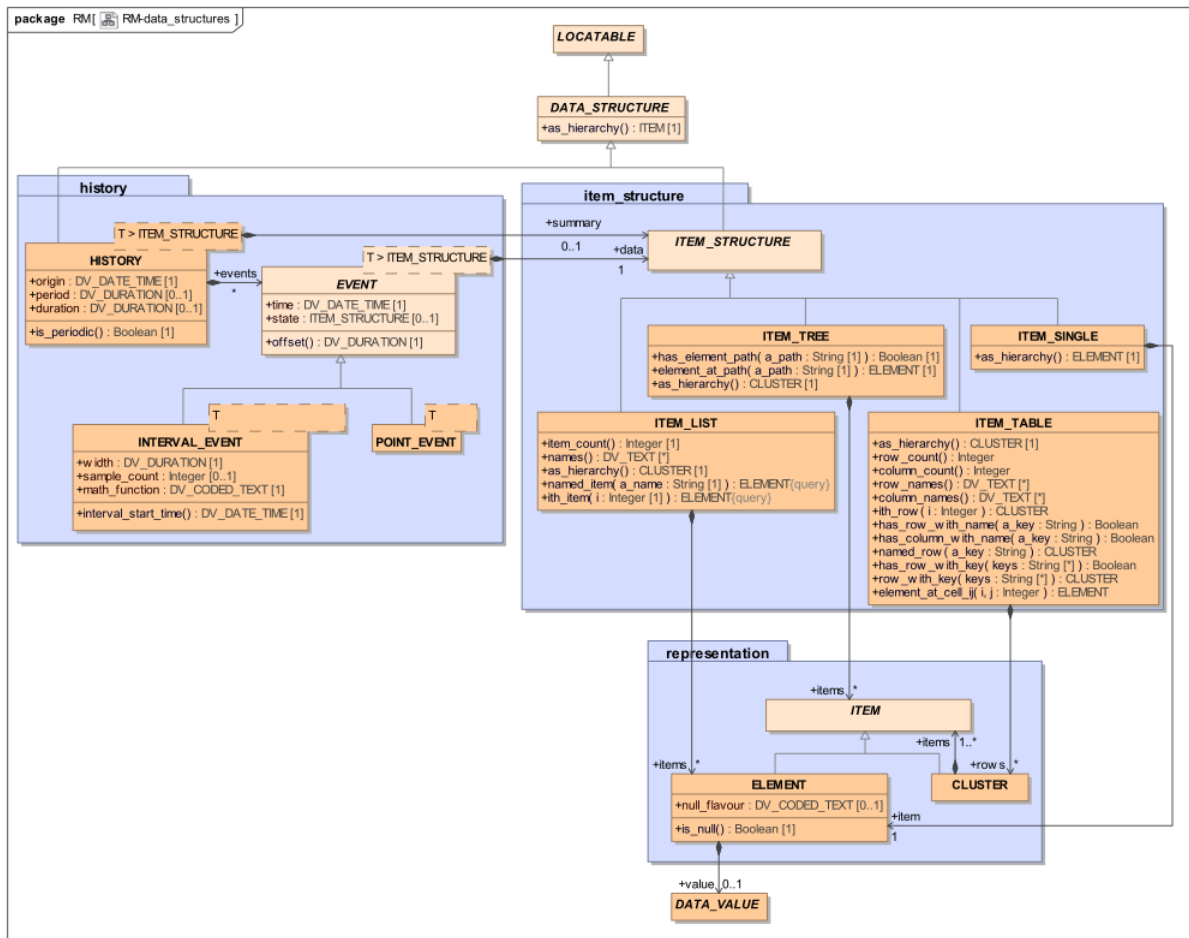 package RM[ RM-data_structures ]
LOCATABLE
DATA_STRUCTURE
+as_hierarchy() : ITEM [1]
history
T > ITEM_STRUCTURE
HISTORY
+origin : DV_DATE_TIME [1]
+period : DV_DURATION [0..1]
+duration : DV_DURATION [0..1]
+is_periodic() : Boolean [1]
+events
*
T > ITEM_STRUCTURE
EVENT
+time : DV_DATE_TIME [1]
+state : ITEM_STRUCTURE [0..1]
+offset() : DV_DURATION [1]
T
INTERVAL_EVENT
+width : DV_DURATION [1]
+sample_count : Integer [0..1]
+math_function : DV_CODED_TEXT [1]
+interval_start_time() : DV_DATE_TIME [1]
T
POINT_EVENT
item_structure
+summary
0..1
+data
1
ITEM_STRUCTURE
ITEM_TREE
+has_element_path( a_path : String [1] ) : Boolean [1]
+element_at_path( a_path : String [1] ) : ELEMENT [1]
+as_hierarchy() : CLUSTER [1]
ITEM_SINGLE
+as_hierarchy() : ELEMENT [1]
ITEM_LIST
+item_count() : Integer [1]
+names() : DV_TEXT [*]
+as_hierarchy() : CLUSTER [1]
+named_item( a_name : String [1] ) : ELEMENT{query}
+ith_item( i : Integer [1] ) : ELEMENT{query}
ITEM_TABLE
+as_hierarchy() : CLUSTER [1]
+row_count() : Integer
+column_count() : Integer
+row_names() : DV_TEXT [*]
+column_names() : DV_TEXT [*]
+ith_row( i : Integer ) : CLUSTER
+has_row_with_name( a_key : String ) : Boolean
+has_column_with_name( a_key : String ) : Boolean
+named_row( a_key : String ) : CLUSTER
+has_row_with_key( keys : String [*] ) : Boolean
+row_with_key( keys : String [*] ) : CLUSTER
+element_at_cell_ij( i, j : Integer ) : ELEMENT
representation
+items *
ITEM
+items 1..*
+items *
+rows *
ELEMENT
+null_flavour : DV_CODED_TEXT [0..1]
+is_null() : Boolean [1]
CLUSTER
+item
1
+value 0..1
DATA_VALUE